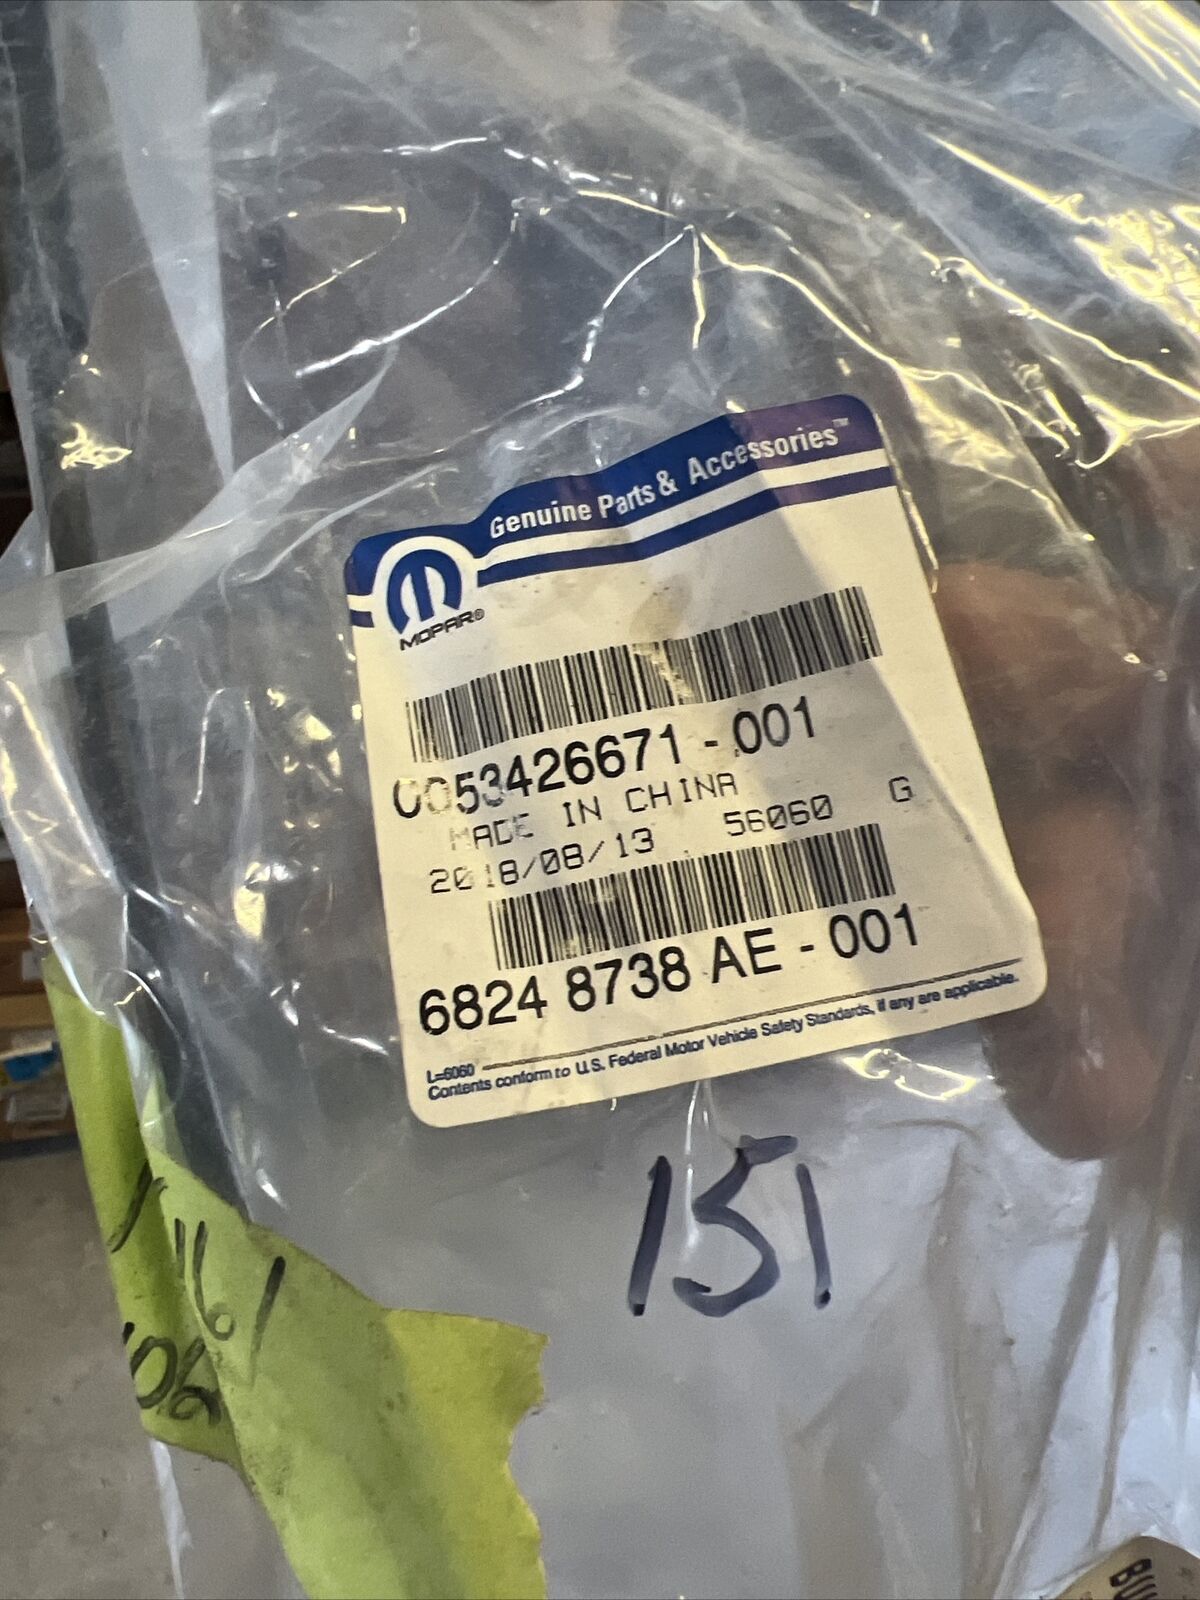 Genuine Parts & Accessories™
MOPAR®
0053426671 - 001
MADE IN CHINA
2018/08/13 56060 G
6824 8738 AE - 001
L=6060
Contents conform to U.S. Federal Motor Vehicle Safety Standards, if any are applicable.
151